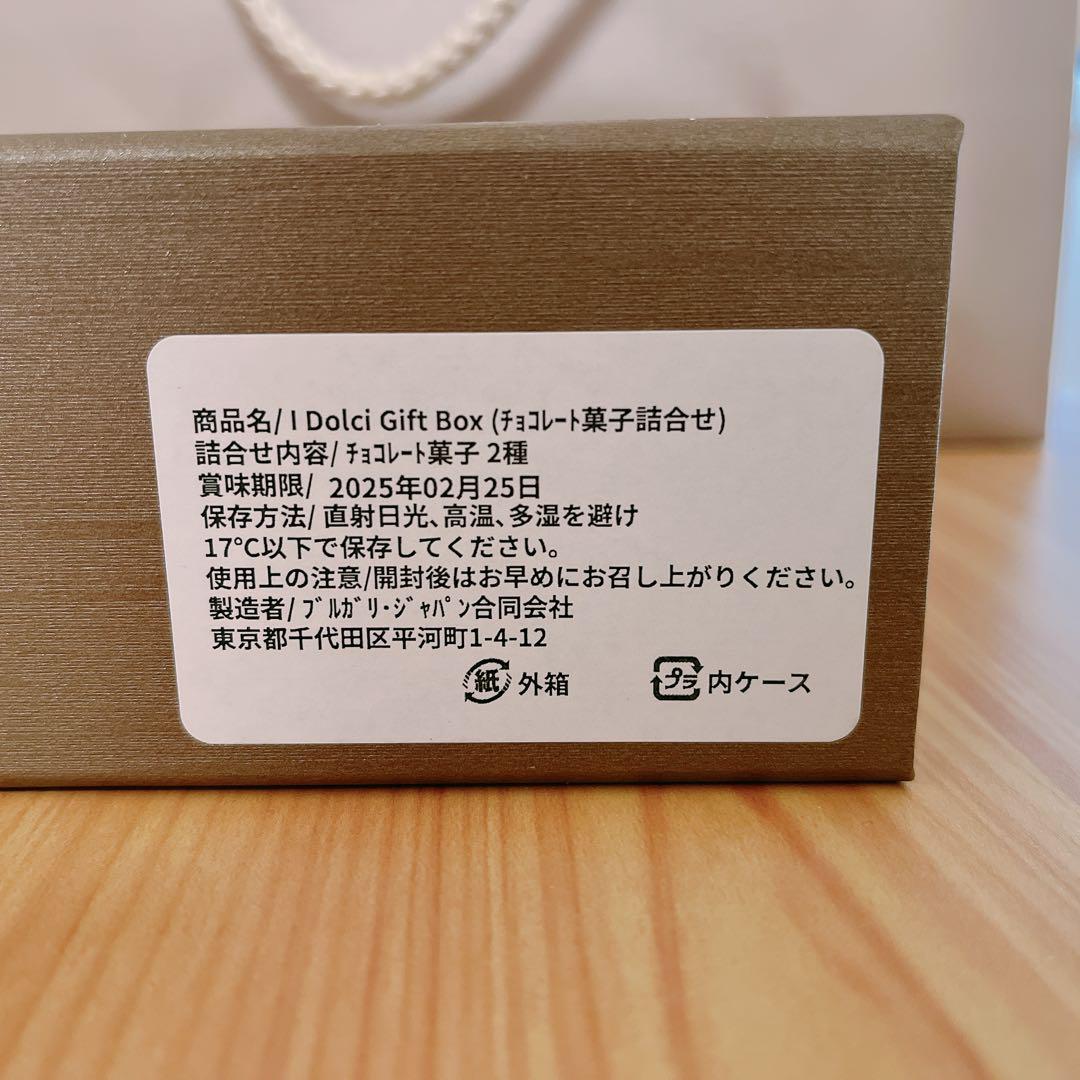 商品名/ I Dolci Gift Box (ﾁｮｺﾚｰﾄ菓子詰合せ)
詰合せ内容/ ﾁｮｺﾚｰﾄ菓子 2種
賞味期限/ 2025年02月25日
保存方法/ 直射日光､高温､多湿を避け
17℃以下で保存してください。
使用上の注意/開封後はお早めにお召し上がりください。
製造者/ ﾌﾞﾙｶﾞﾘ･ｼﾞｬﾊﾟﾝ合同会社
東京都千代田区平河町1-4-12
紙 外箱 プラ 内ケース